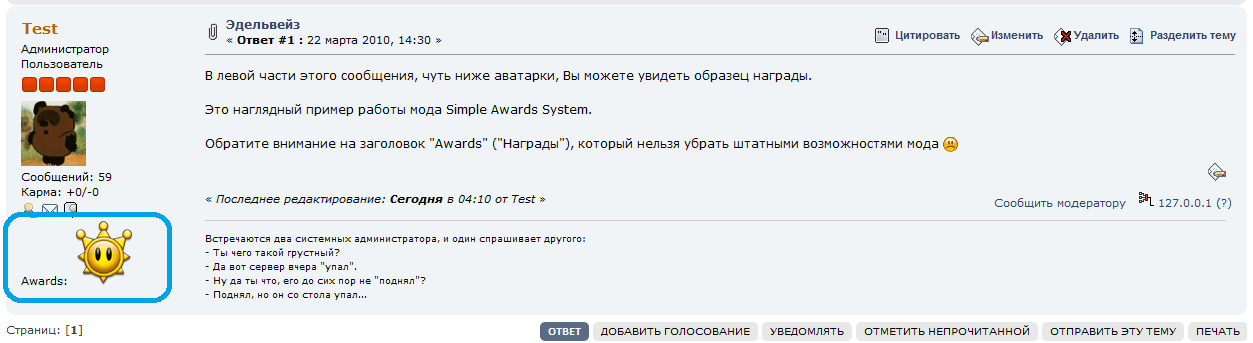 Test
Администратор
Пользователь
Сообщений: 59
Карма: +0/-0
Awards:
Эдельвейз
« Ответ #1 : 22 марта 2010, 14:30 »
Цитировать Изменить Удалить Разделить тему
В левой части этого сообщения, чуть ниже аватарки, Вы можете увидеть образец награды.
Это наглядный пример работы мода Simple Awards System.
Обратите внимание на заголовок "Awards" ("Награды"), который нельзя убрать штатными возможностями мода
« Последнее редактирование: Сегодня в 04:10 от Test »
Сообщить модератору 127.0.0.1 (?)
Встречаются два системных администратора, и один спрашивает другого:
- Ты чего такой грустный?
- Да вот сервер вчера "упал".
- Ну да ты что, его до сих пор не "поднял"?
- Поднял, но он со стола упал...
Страниц: [1]
ОТВЕТ ДОБАВИТЬ ГОЛОСОВАНИЕ УВЕДОМЛЯТЬ ОТМЕТИТЬ НЕПРОЧИТАННОЙ ОТПРАВИТЬ ЭТУ ТЕМУ ПЕЧАТЬ